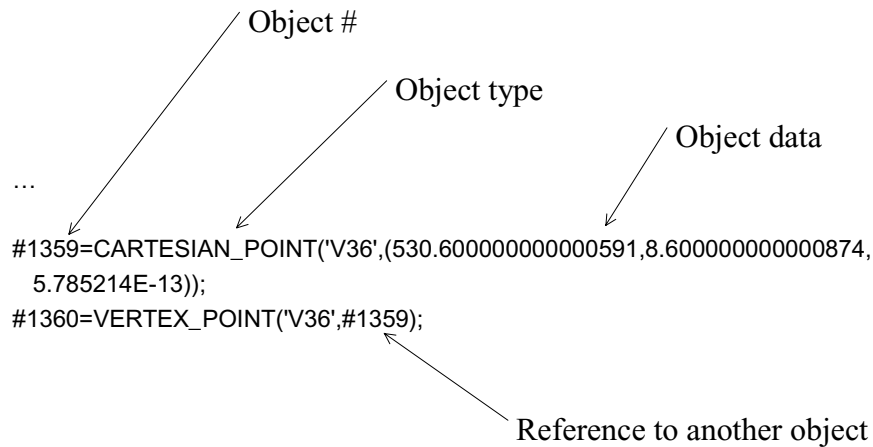 Object #
Object type
Object data
...
#1359=CARTESIAN_POINT('V36',(530.600000000000591,8.600000000000874,
5.785214E-13));
#1360=VERTEX_POINT('V36',#1359);
Reference to another object